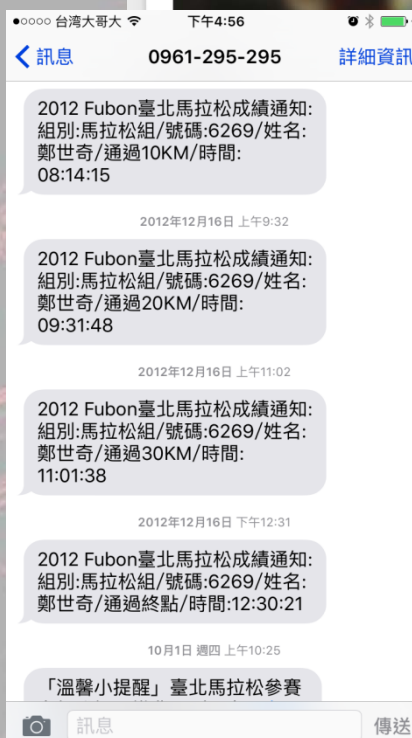 台湾大哥大 下午4:56
訊息 0961-295-295 詳細資訊
2012 Fubon臺北馬拉松成績通知:
組別:馬拉松組/號碼:6269/姓名:
鄭世奇/通過10KM/時間:
08:14:15
2012年12月16日 上午9:32
2012 Fubon臺北馬拉松成績通知:
組別:馬拉松組/號碼:6269/姓名:
鄭世奇/通過20KM/時間:
09:31:48
2012年12月16日 上午11:02
2012 Fubon臺北馬拉松成績通知:
組別:馬拉松組/號碼:6269/姓名:
鄭世奇/通過30KM/時間:
11:01:38
2012年12月16日 下午12:31
2012 Fubon臺北馬拉松成績通知:
組別:馬拉松組/號碼:6269/姓名:
鄭世奇/通過終點/時間:12:30:21
10月1日 週四 上午10:25
「溫馨小提醒」臺北馬拉松參賽
訊息 傳送